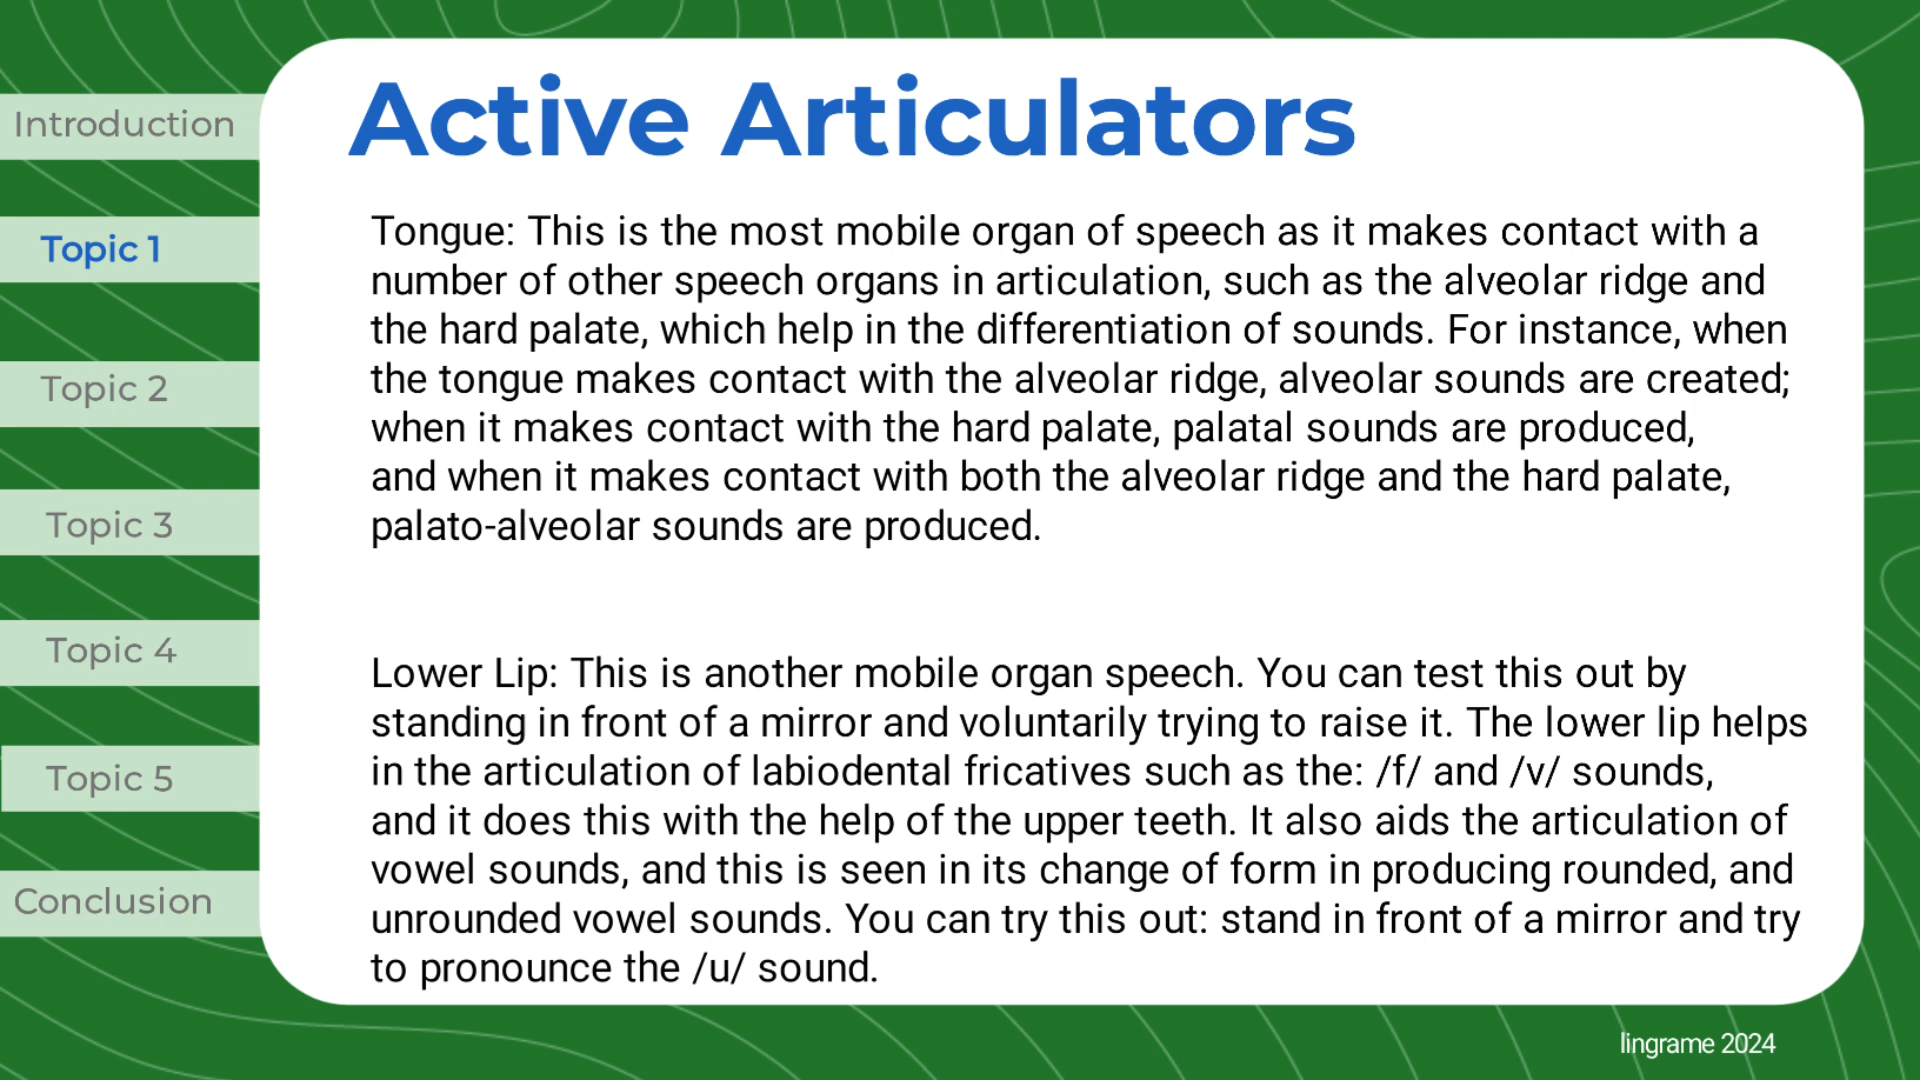 Active Articulators
Introduction
Topic 1
Topic 2
Topic 3
Topic 4
Topic 5
Conclusion
Tongue: This is the most mobile organ of speech as it makes contact with a
number of other speech organs in articulation, such as the alveolar ridge and
the hard palate, which help in the differentiation of sounds. For instance, when
the tongue makes contact with the alveolar ridge, alveolar sounds are created;
when it makes contact with the hard palate, palatal sounds are produced,
and when it makes contact with both the alveolar ridge and the hard palate,
palato-alveolar sounds are produced.
Lower Lip: This is another mobile organ speech. You can test this out by
standing in front of a mirror and voluntarily trying to raise it. The lower lip helps
in the articulation of labiodental fricatives such as the: /f/ and /v/ sounds,
and it does this with the help of the upper teeth. It also aids the articulation of
vowel sounds, and this is seen in its change of form in producing rounded, and
unrounded vowel sounds. You can try this out: stand in front of a mirror and try
to pronounce the /u/ sound.
lingrame 2024